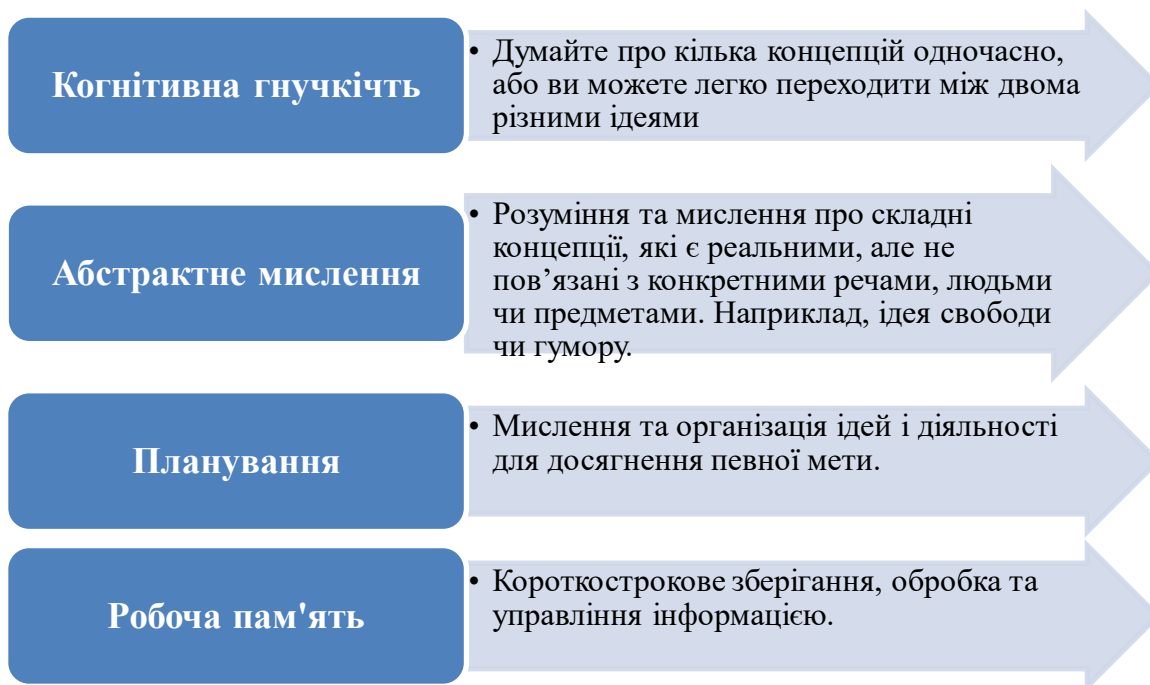 Когнітивна гнучкічть
• Думайте про кілька концепцій одночасно,
або ви можете легко переходити між двома
різними ідеями
Абстрактне мислення
• Розуміння та мислення про складні
концепції, які є реальними, але не
пов’язані з конкретними речами, людьми
чи предметами. Наприклад, ідея свободи
чи гумору.
Планування
• Мислення та організація ідей і діяльності
для досягнення певної мети.
Робоча пам'ять
• Короткострокове зберігання, обробка та
управління інформацією.